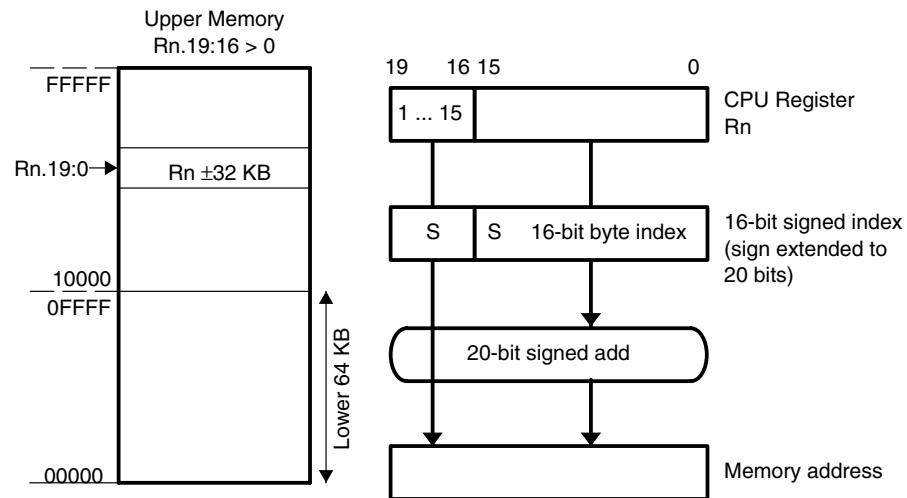 Upper Memory
Rn.19:16 > 0
FFFFF
Rn.19:0
Rn ±32 KB
10000
0FFFF
Lower 64 KB
00000
19 16 15 0
1 ... 15
CPU Register
Rn
S
S 16-bit byte index
16-bit signed index
(sign extended to
20 bits)
20-bit signed add
Memory address